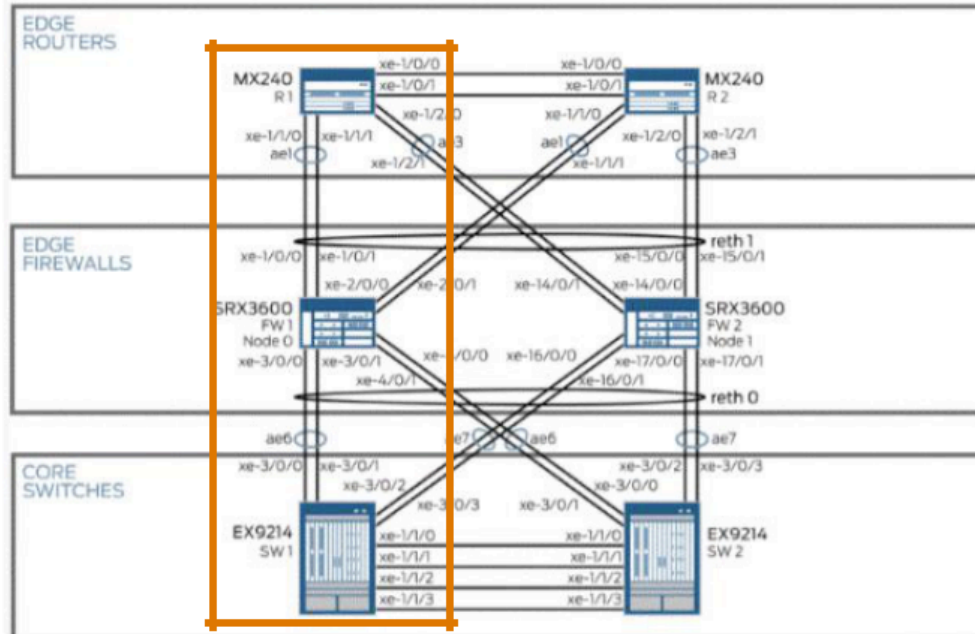 EDGE
ROUTERS
MX240
R 1
xe-1/0/0
xe-1/0/1
xe-1/0/0
xe-1/0/1
MX240
R 2
xe-1/1/0
xe-1/1/1
ae1
xe-1/2/0
ae3
xe-1/2/1
xe-1/1/0
ae1
xe-1/1/1
xe-1/2/0
xe-1/2/1
ae3
EDGE
FIREWALLS
reth 1
xe-1/0/0
xe-1/0/1
xe-15/0/0
xe-15/0/1
xe-2/0/0
xe-2/0/1
xe-14/0/1
xe-14/0/0
SRX3600
FW 1
Node 0
SRX3600
FW 2
Node 1
xe-3/0/0
xe-3/0/1
xe-4/0/1
xe-16/0/0
xe-16/0/1
xe-17/0/0
xe-17/0/1
reth 0
ae6
ae7
ae6
ae7
CORE
SWITCHES
xe-3/0/0
xe-3/0/1
xe-3/0/2
xe-3/0/3
xe-3/0/1
xe-3/0/0
xe-3/0/2
xe-3/0/3
EX9214
SW 1
xe-1/1/0
xe-1/1/1
xe-1/1/2
xe-1/1/3
xe-1/1/0
xe-1/1/1
xe-1/1/2
xe-1/1/3
EX9214
SW 2